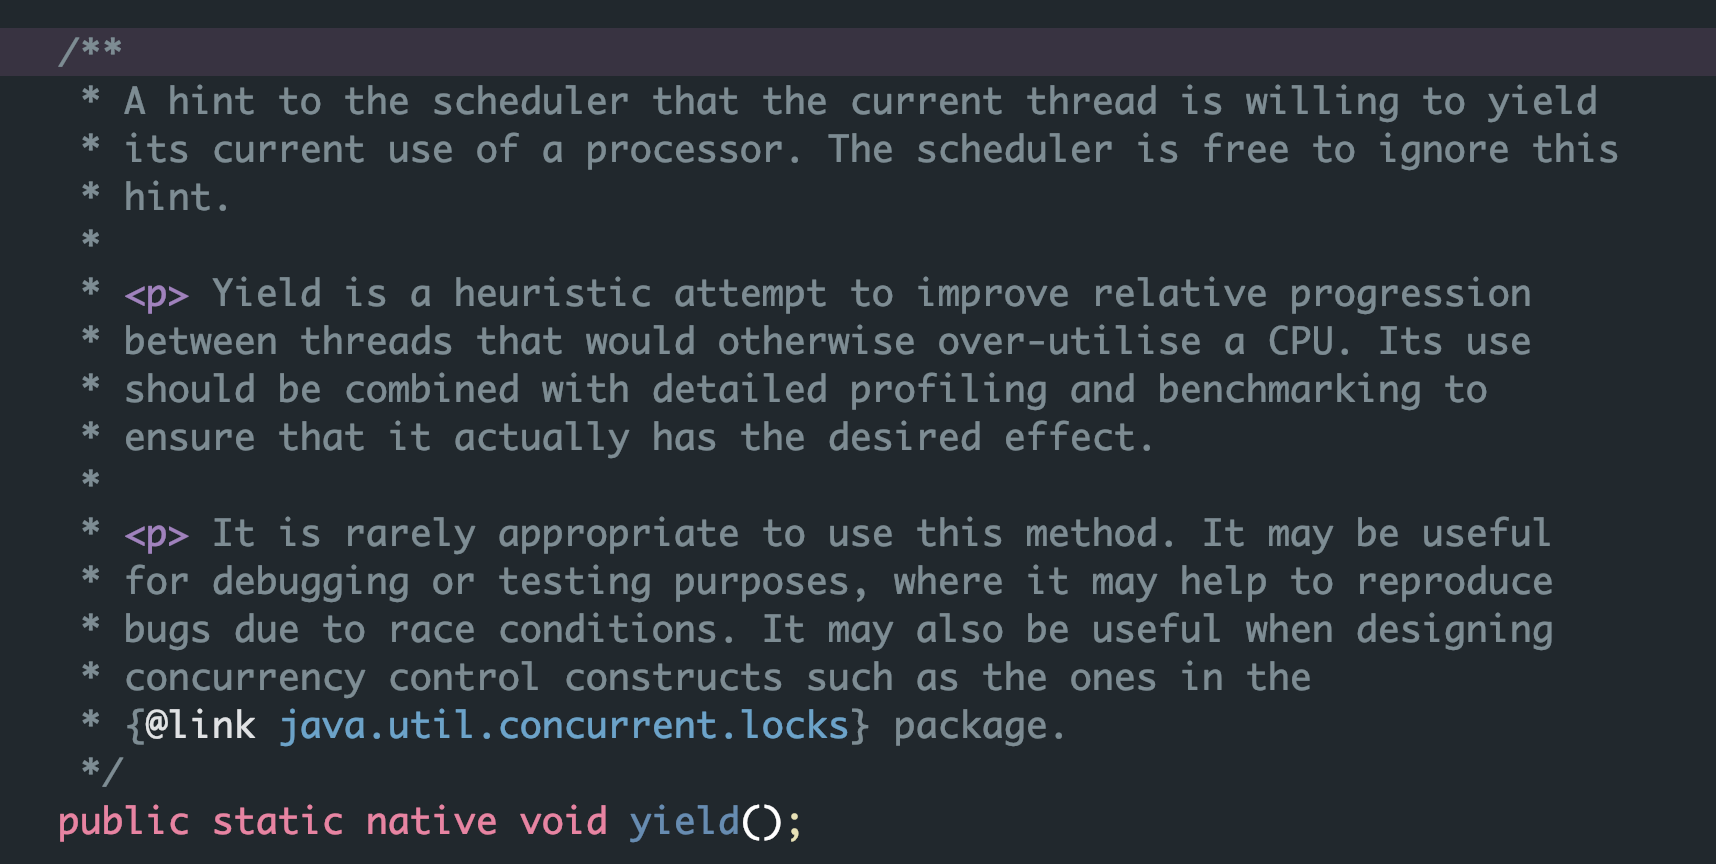 /**
 * A hint to the scheduler that the current thread is willing to yield
 * its current use of a processor. The scheduler is free to ignore this
 * hint.
 *
 * <p> Yield is a heuristic attempt to improve relative progression
 * between threads that would otherwise over-utilise a CPU. Its use
 * should be combined with detailed profiling and benchmarking to
 * ensure that it actually has the desired effect.
 *
 * <p> It is rarely appropriate to use this method. It may be useful
 * for debugging or testing purposes, where it may help to reproduce
 * bugs due to race conditions. It may also be useful when designing
 * concurrency control constructs such as the ones in the
 * {@link java.util.concurrent.locks} package.
 */
public static native void yield();